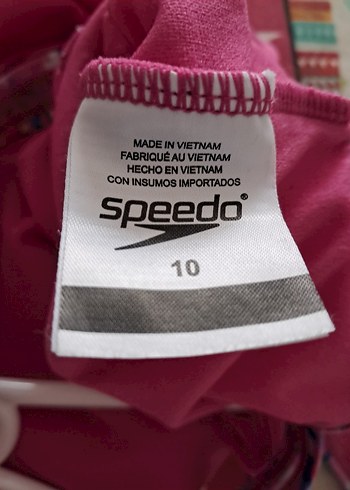 MADE IN VIETNAM
FABRIQUÉ AU VIETNAM
HECHO EN VIETNAM
CON INSUMOS IMPORTADOS
speedo®
10